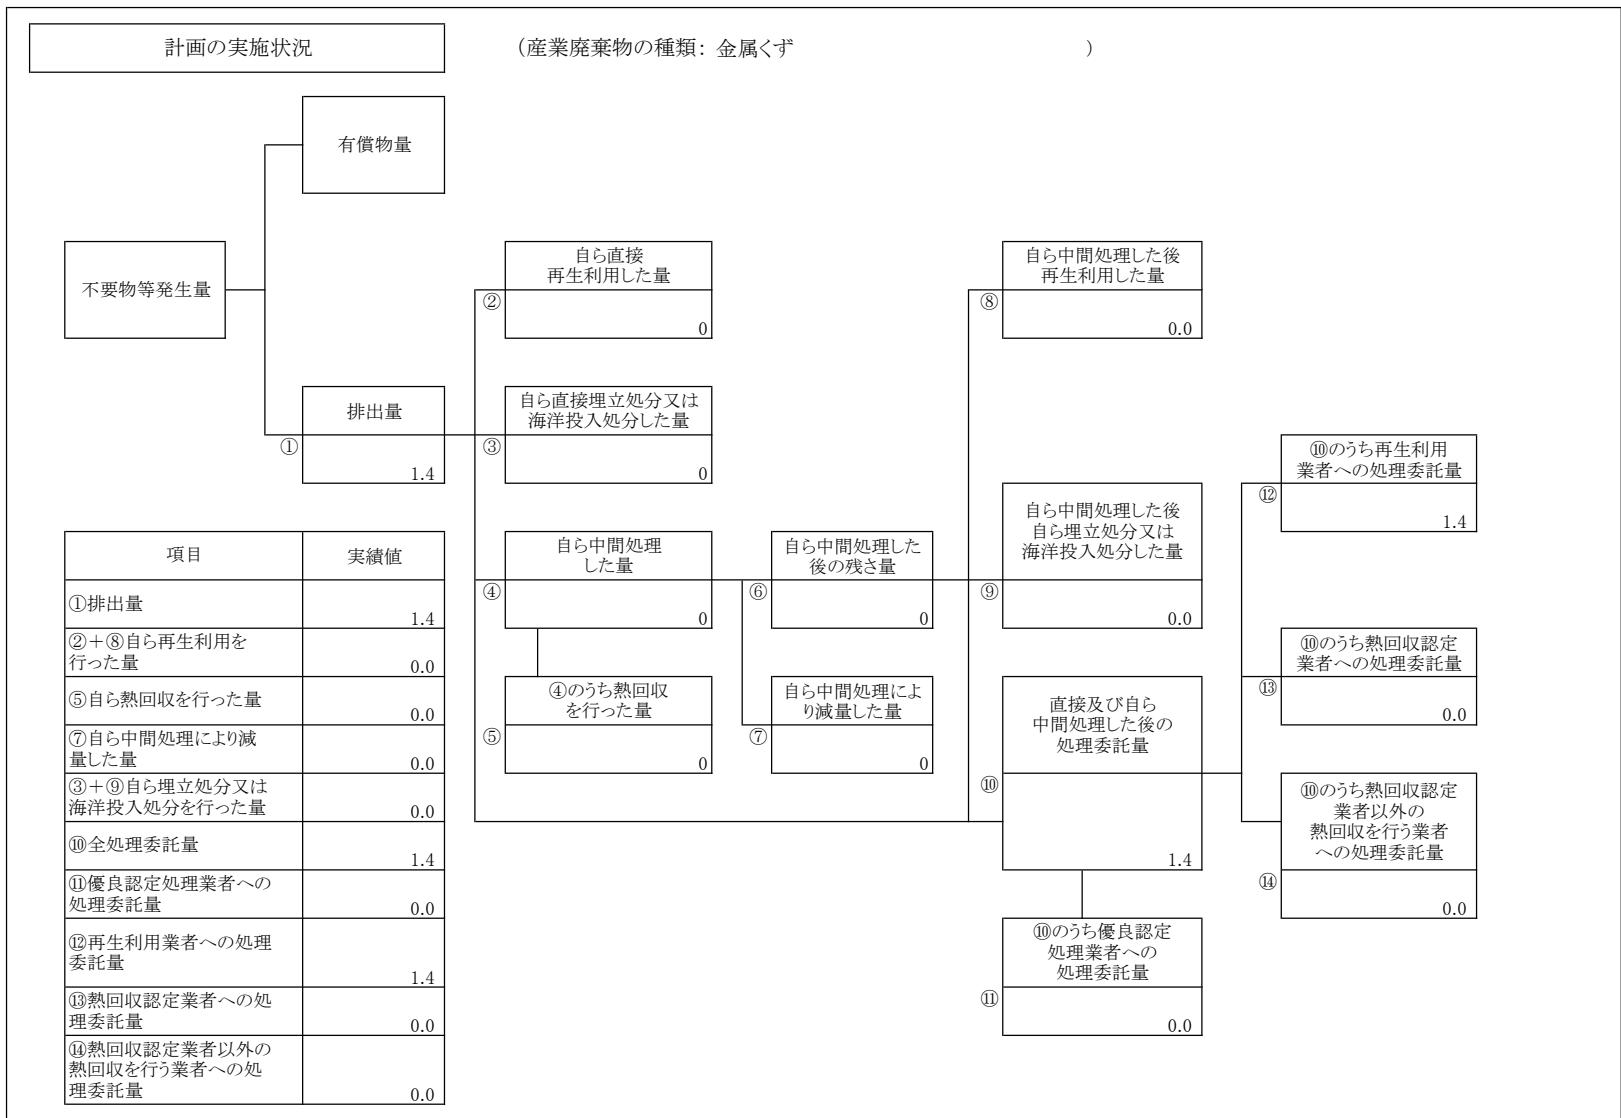 計画の実施状況
（産業廃棄物の種類：金属くず　　　　　　　　）
有償物量
不要物等発生量
排出量
①
1.4
自ら直接
再生利用した量
②
0
自ら直接埋立処分又は
海洋投入処分した量
③
0
自ら中間処理
した量
④
0
④のうち熱回収
を行った量
⑤
0
自ら中間処理した
後の残さ量
⑥
0
自ら中間処理によ
り減量した量
⑦
0
自ら中間処理した後
再生利用した量
⑧
0.0
自ら中間処理した後
自ら埋立処分又は
海洋投入処分した量
⑨
0.0
直接及び自ら
中間処理した後の
処理委託量
⑩
1.4
⑩のうち優良認定
処理業者への
処理委託量
⑪
0.0
⑩のうち再生利用
業者への処理委託量
⑫
1.4
⑩のうち熱回収認定
業者への処理委託量
⑬
0.0
⑩のうち熱回収認定
業者以外の
熱回収を行う業者
への処理委託量
⑭
0.0
項目 実績値
①排出量
1.4
②＋⑧自ら再生利用を
行った量
0.0
⑤自ら熱回収を行った量
0.0
⑦自ら中間処理により減
量した量
0.0
③＋⑨自ら埋立処分又は
海洋投入処分を行った量
0.0
⑩全処理委託量
1.4
⑪優良認定処理業者への
処理委託量
0.0
⑫再生利用業者への処理
委託量
1.4
⑬熱回収認定業者への処
理委託量
0.0
⑭熱回収認定業者以外の
熱回収を行う業者への処
理委託量
0.0